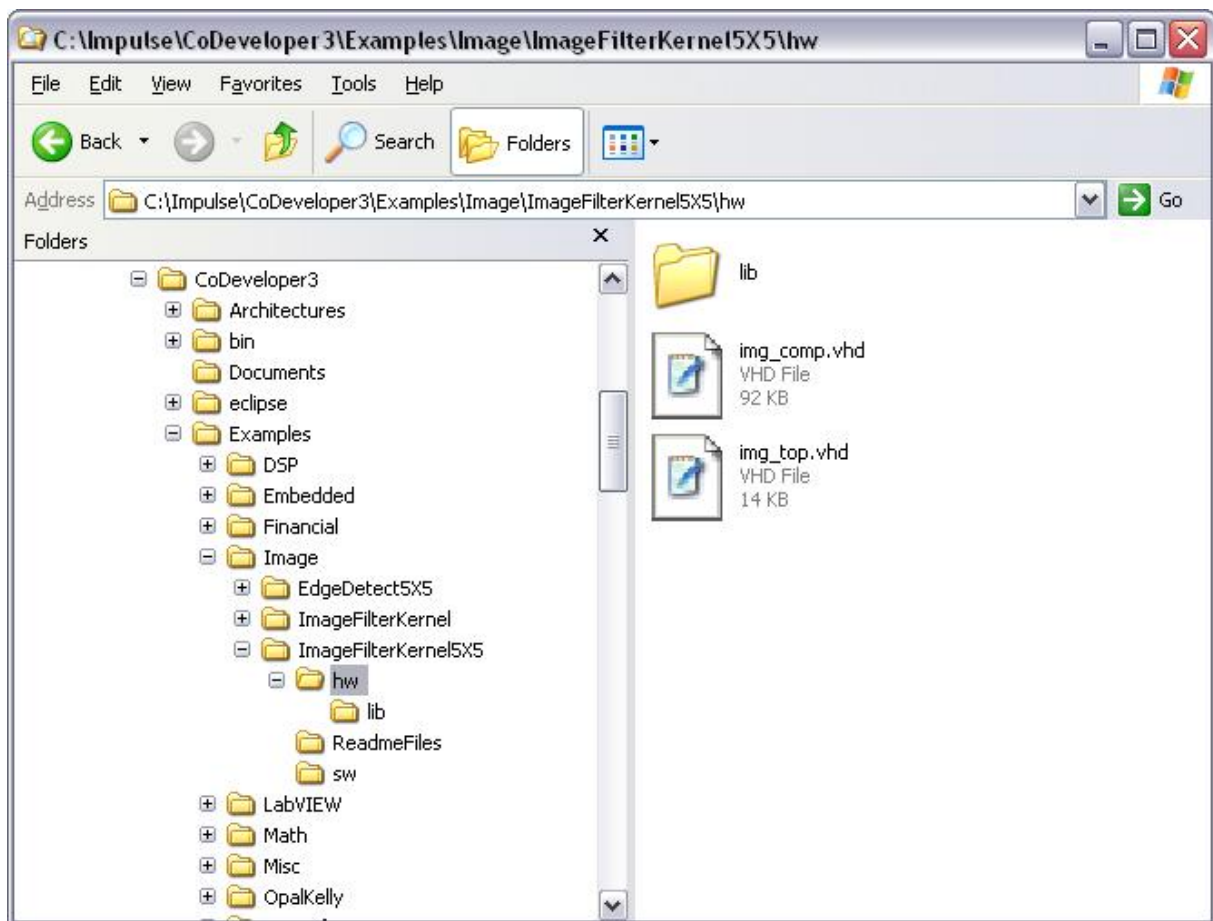 C:\Impulse\CoDeveloper3\Examples\Image\ImageFilterKernel5X5\hw
File Edit View Favorites Tools Help
Back Search Folders
Address C:\Impulse\CoDeveloper3\Examples\Image\ImageFilterKernel5X5\hw Go
Folders
CoDeveloper3
Architectures
bin
Documents
eclipse
Examples
DSP
Embedded
Financial
Image
EdgeDetect5X5
ImageFilterKernel
ImageFilterKernel5X5
hw
lib
ReadmeFiles
sw
LabVIEW
Math
Misc
OpalKelly
lib
img_comp.vhd
VHD File
92 KB
img_top.vhd
VHD File
14 KB